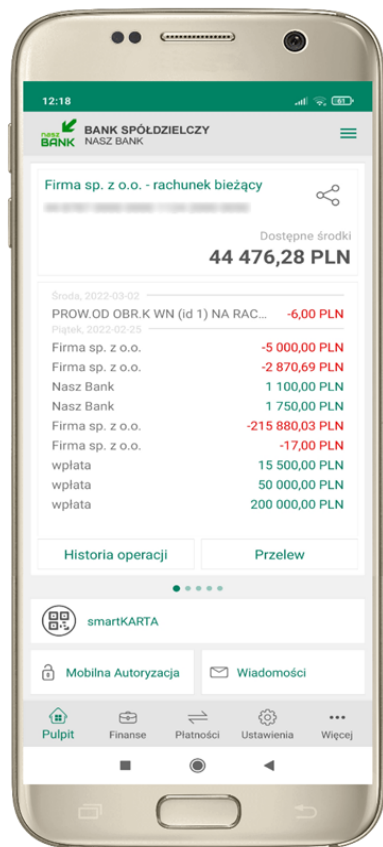 12:18
61
nasz BANK
BANK SPÓŁDZIELCZY
NASZ BANK
Firma sp. z o.o. - rachunek bieżący
Dostępne środki
44 476,28 PLN
Środa, 2022-03-02
PROW.OD OBR.K WN (id 1) NA RAC... -6,00 PLN
Piątek, 2022-02-25
Firma sp. z o.o. -5 000,00 PLN
Firma sp. z o.o. -2 870,69 PLN
Nasz Bank 1 100,00 PLN
Nasz Bank 1 750,00 PLN
Firma sp. z o.o. -215 880,03 PLN
Firma sp. z o.o. -17,00 PLN
wpłata 15 500,00 PLN
wpłata 50 000,00 PLN
wpłata 200 000,00 PLN
Historia operacji Przelew
smartKARTA
Mobilna Autoryzacja Wiadomości
Pulpit Finanse Płatności Ustawienia Więcej